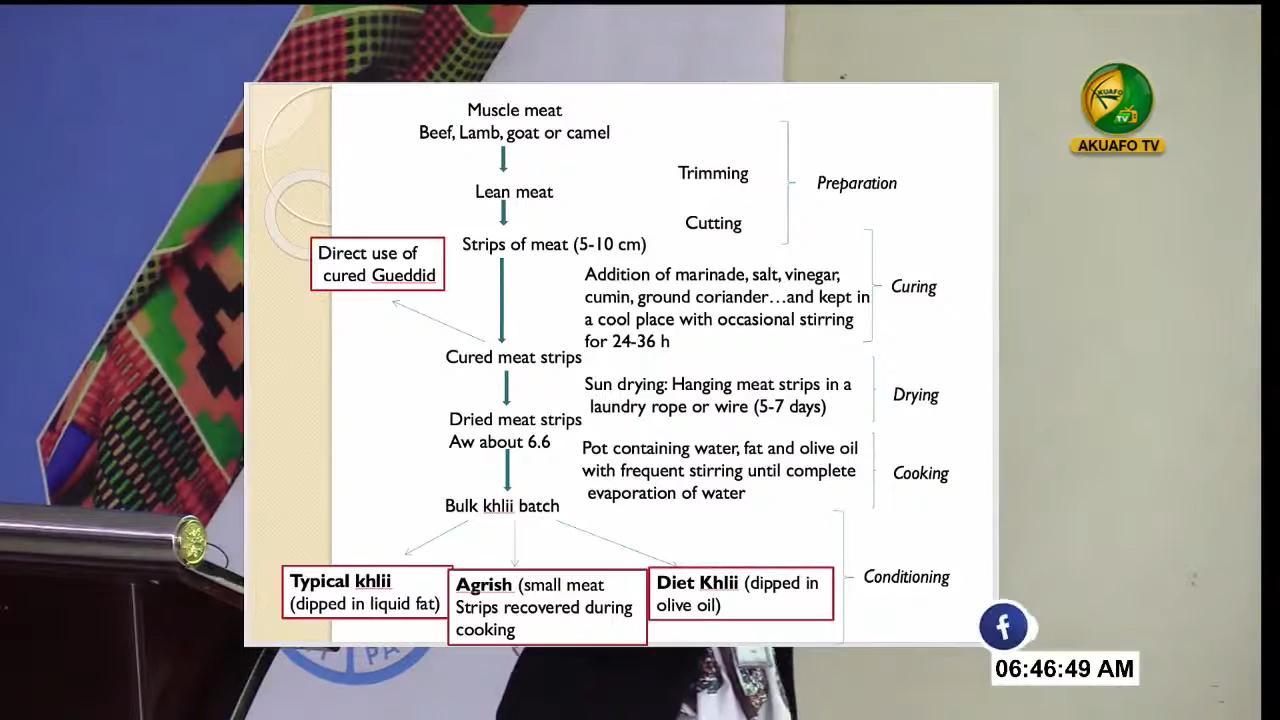 Muscle meat
Beef, Lamb, goat or camel
Trimming
Preparation
Lean meat
Cutting
Strips of meat (5-10 cm)
Direct use of
cured Gueddid
Addition of marinade, salt, vinegar,
cumin, ground coriander…and kept in
a cool place with occasional stirring
for 24-36 h
Curing
Cured meat strips
Sun drying: Hanging meat strips in a
laundry rope or wire (5-7 days)
Drying
Dried meat strips
Aw about 6.6
Pot containing water, fat and olive oil
with frequent stirring until complete
evaporation of water
Cooking
Bulk khlii batch
Typical khlii
(dipped in liquid fat)
Agrish (small meat
Strips recovered during
cooking
Diet Khlii (dipped in
olive oil)
Conditioning
AKUAFO
TV
AKUAFO TV
f
06:46:49 AM
PA